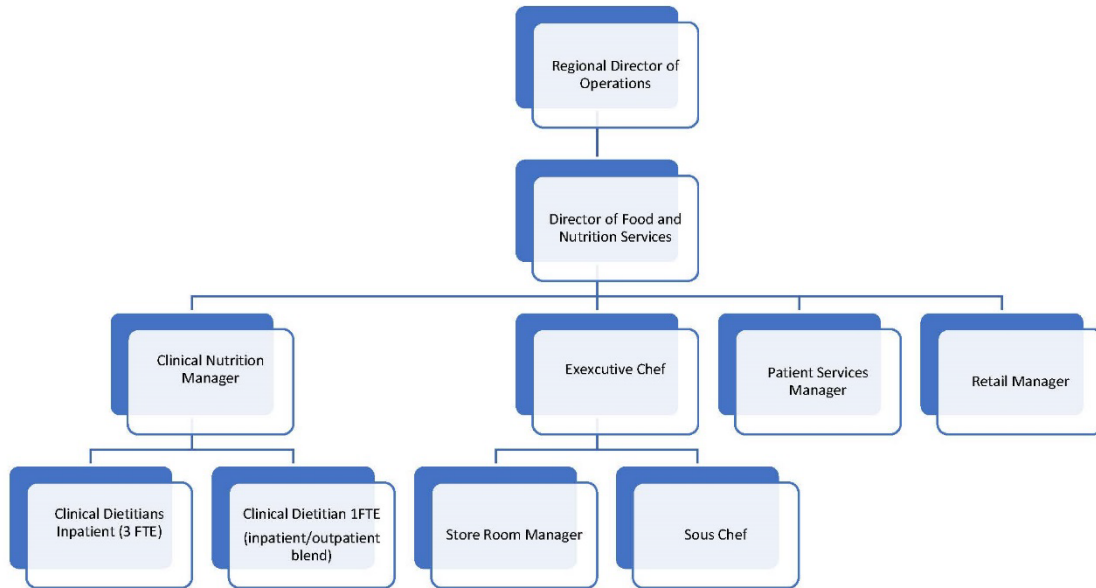 Regional Director of
Operations
Director of Food and
Nutrition Services
Clinical Nutrition
Manager
Exexcutive Chef
Patient Services
Manager
Retail Manager
Clinical Dietitians
Inpatient (3 FTE)
Clinical Dietitian 1FTE
(inpatient/outpatient
blend)
Store Room Manager
Sous Chef